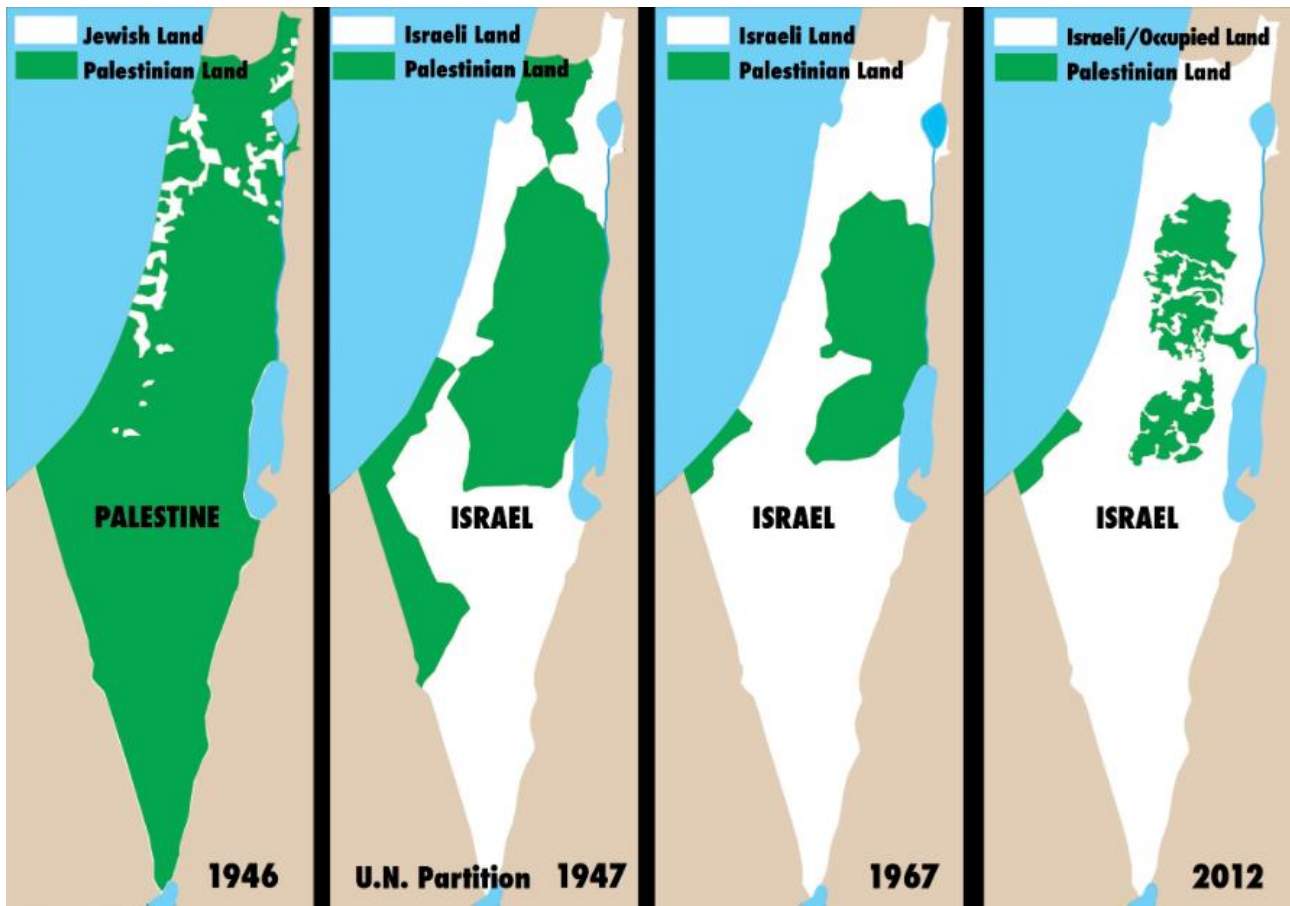 Jewish Land
Palestinian Land
PALESTINE
1946
Israeli Land
Palestinian Land
ISRAEL
U.N. Partition 1947
Israeli Land
Palestinian Land
ISRAEL
1967
Israeli/Occupied Land
Palestinian Land
ISRAEL
2012